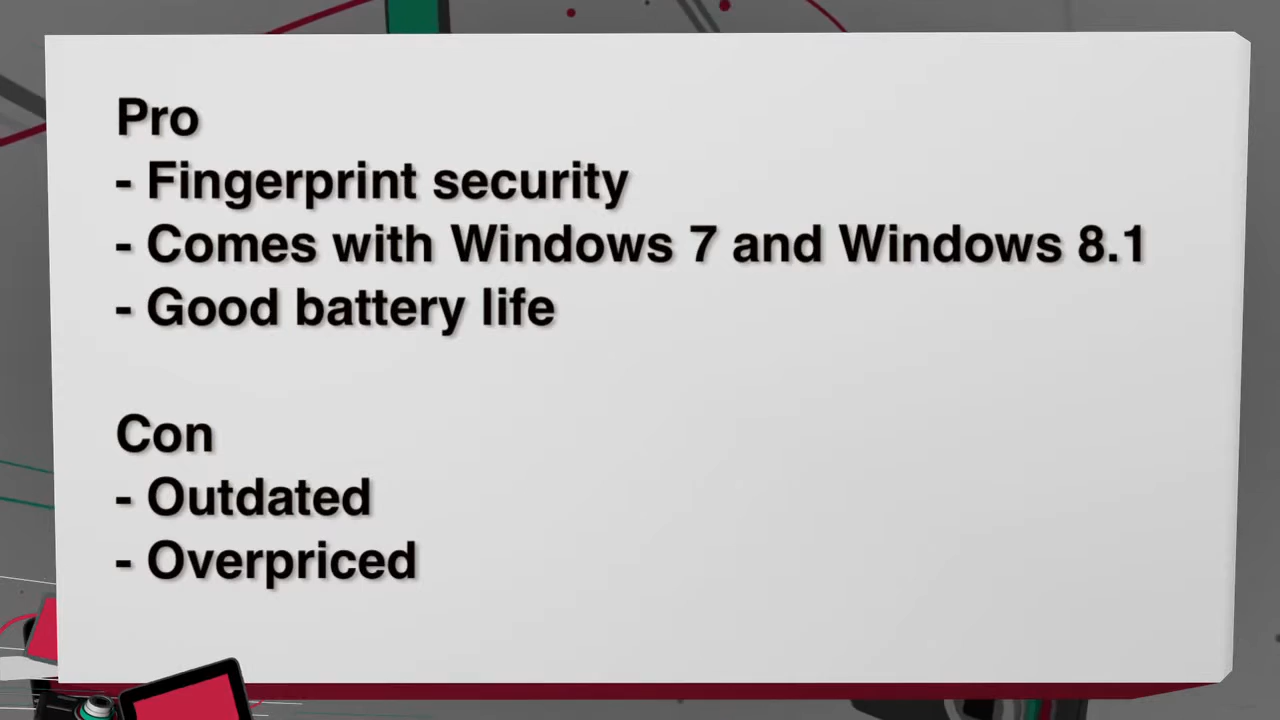 Pro
- Fingerprint security
- Comes with Windows 7 and Windows 8.1
- Good battery life
Con
- Outdated
- Overpriced